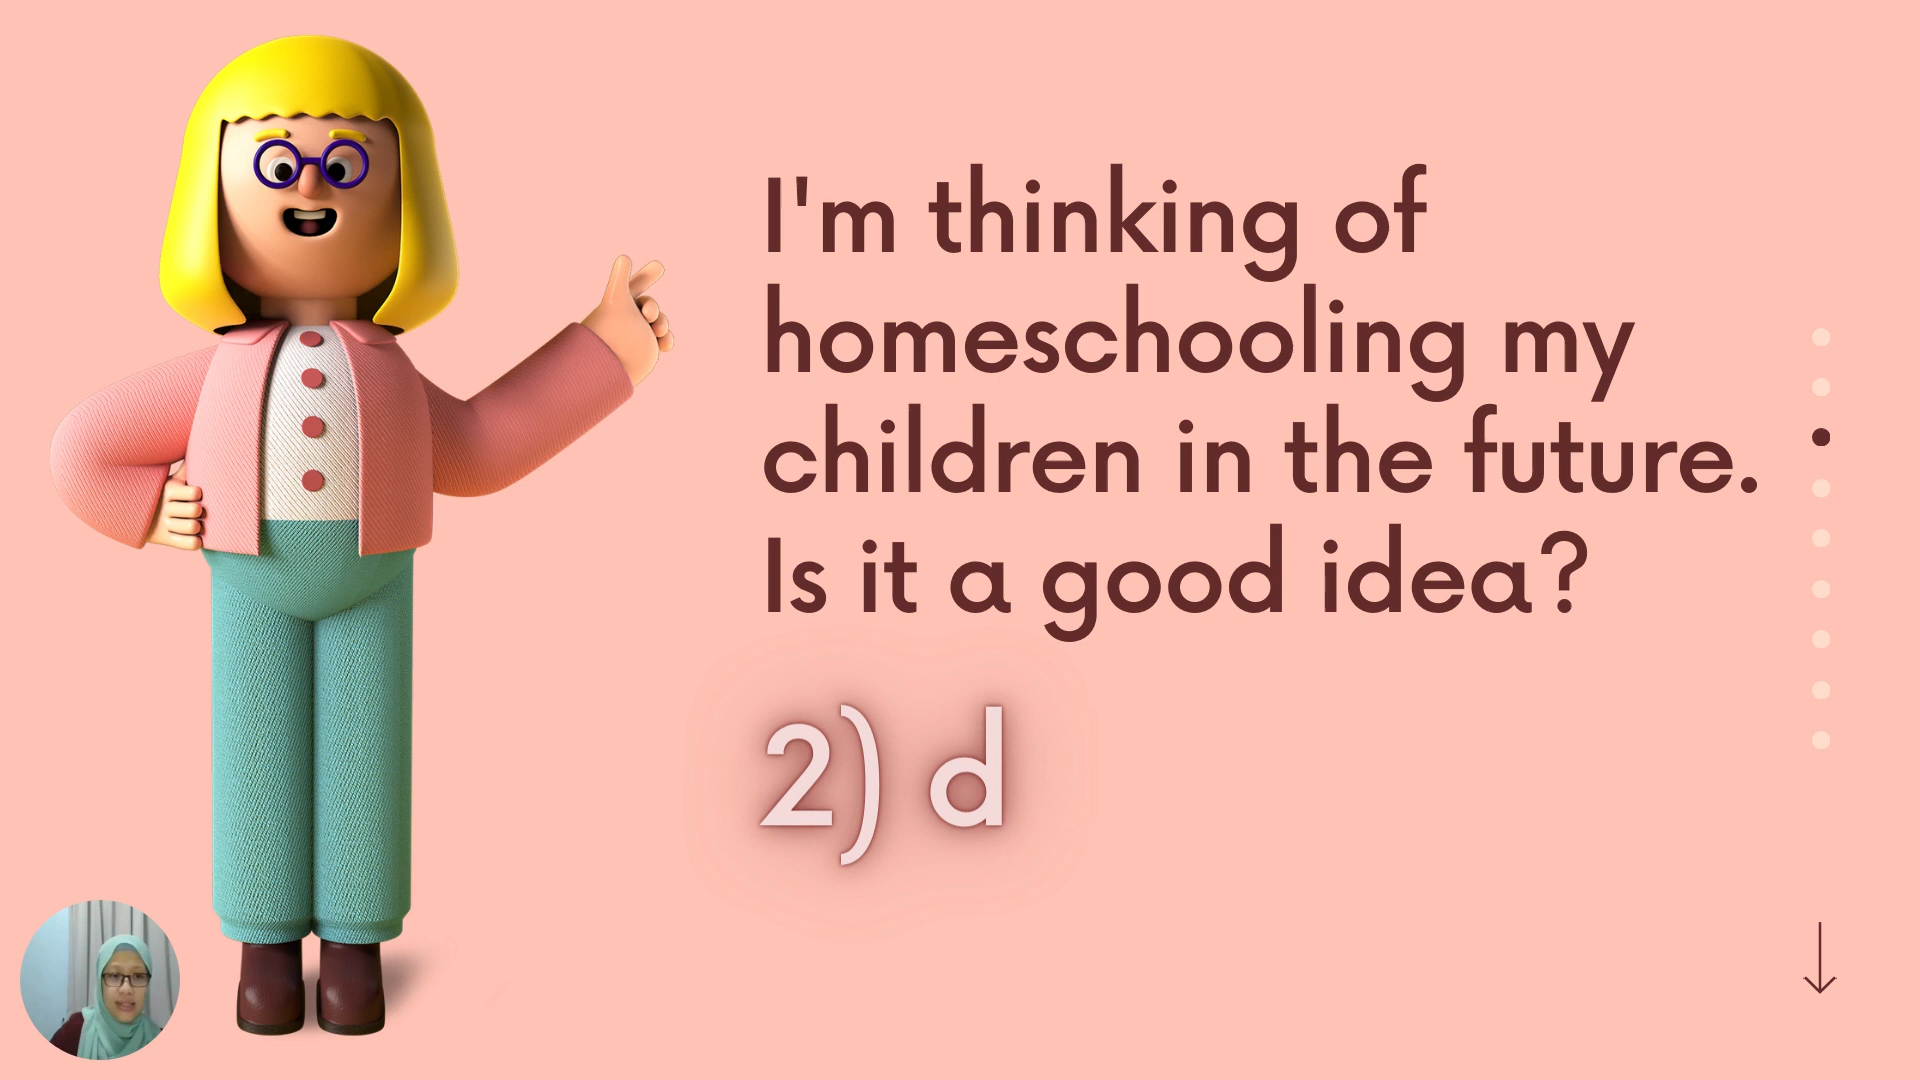 I'm thinking of
homeschooling my
children in the future.
Is it a good idea?
2) d